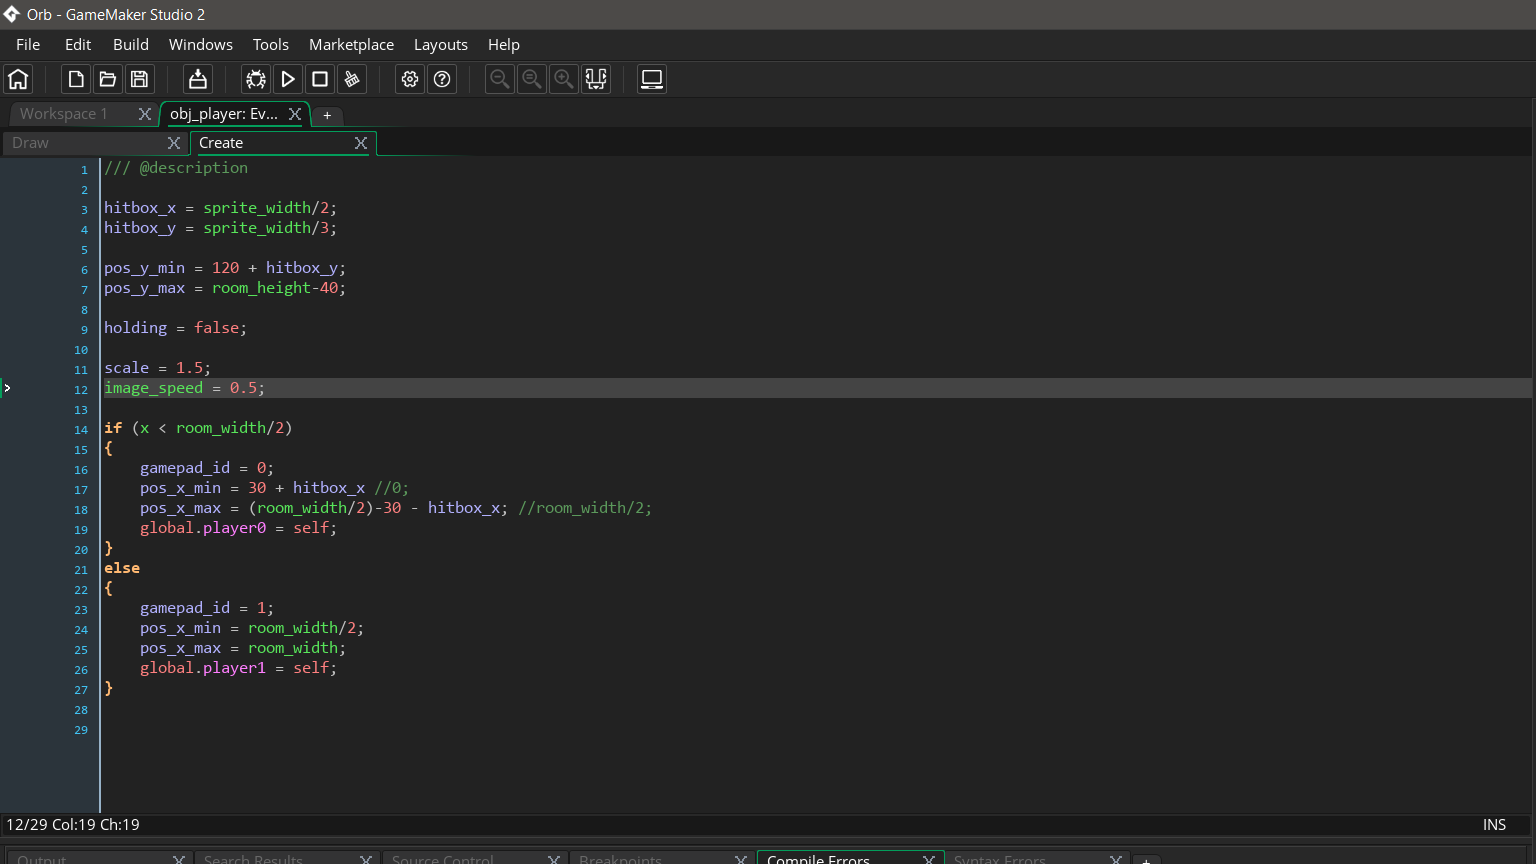 Orb - GameMaker Studio 2
File Edit Build Windows Tools Marketplace Layouts Help
Workspace 1 obj_player: Ev... +
Draw Create
1 /// @description
2
3 hitbox_x = sprite_width/2;
4 hitbox_y = sprite_width/3;
5
6 pos_y_min = 120 + hitbox_y;
7 pos_y_max = room_height-40;
8
9 holding = false;
10
11 scale = 1.5;
12 image_speed = 0.5;
13
14 if (x < room_width/2)
15 {
16 gamepad_id = 0;
17 pos_x_min = 30 + hitbox_x //0;
18 pos_x_max = (room_width/2)-30 - hitbox_x; //room_width/2;
19 global.player0 = self;
20 }
21 else
22 {
23 gamepad_id = 1;
24 pos_x_min = room_width/2;
25 pos_x_max = room_width;
26 global.player1 = self;
27 }
28
29
12/29 Col:19 Ch:19 INS
Output Search Results Source Control Breakpoints Compile Errors Syntax Errors +